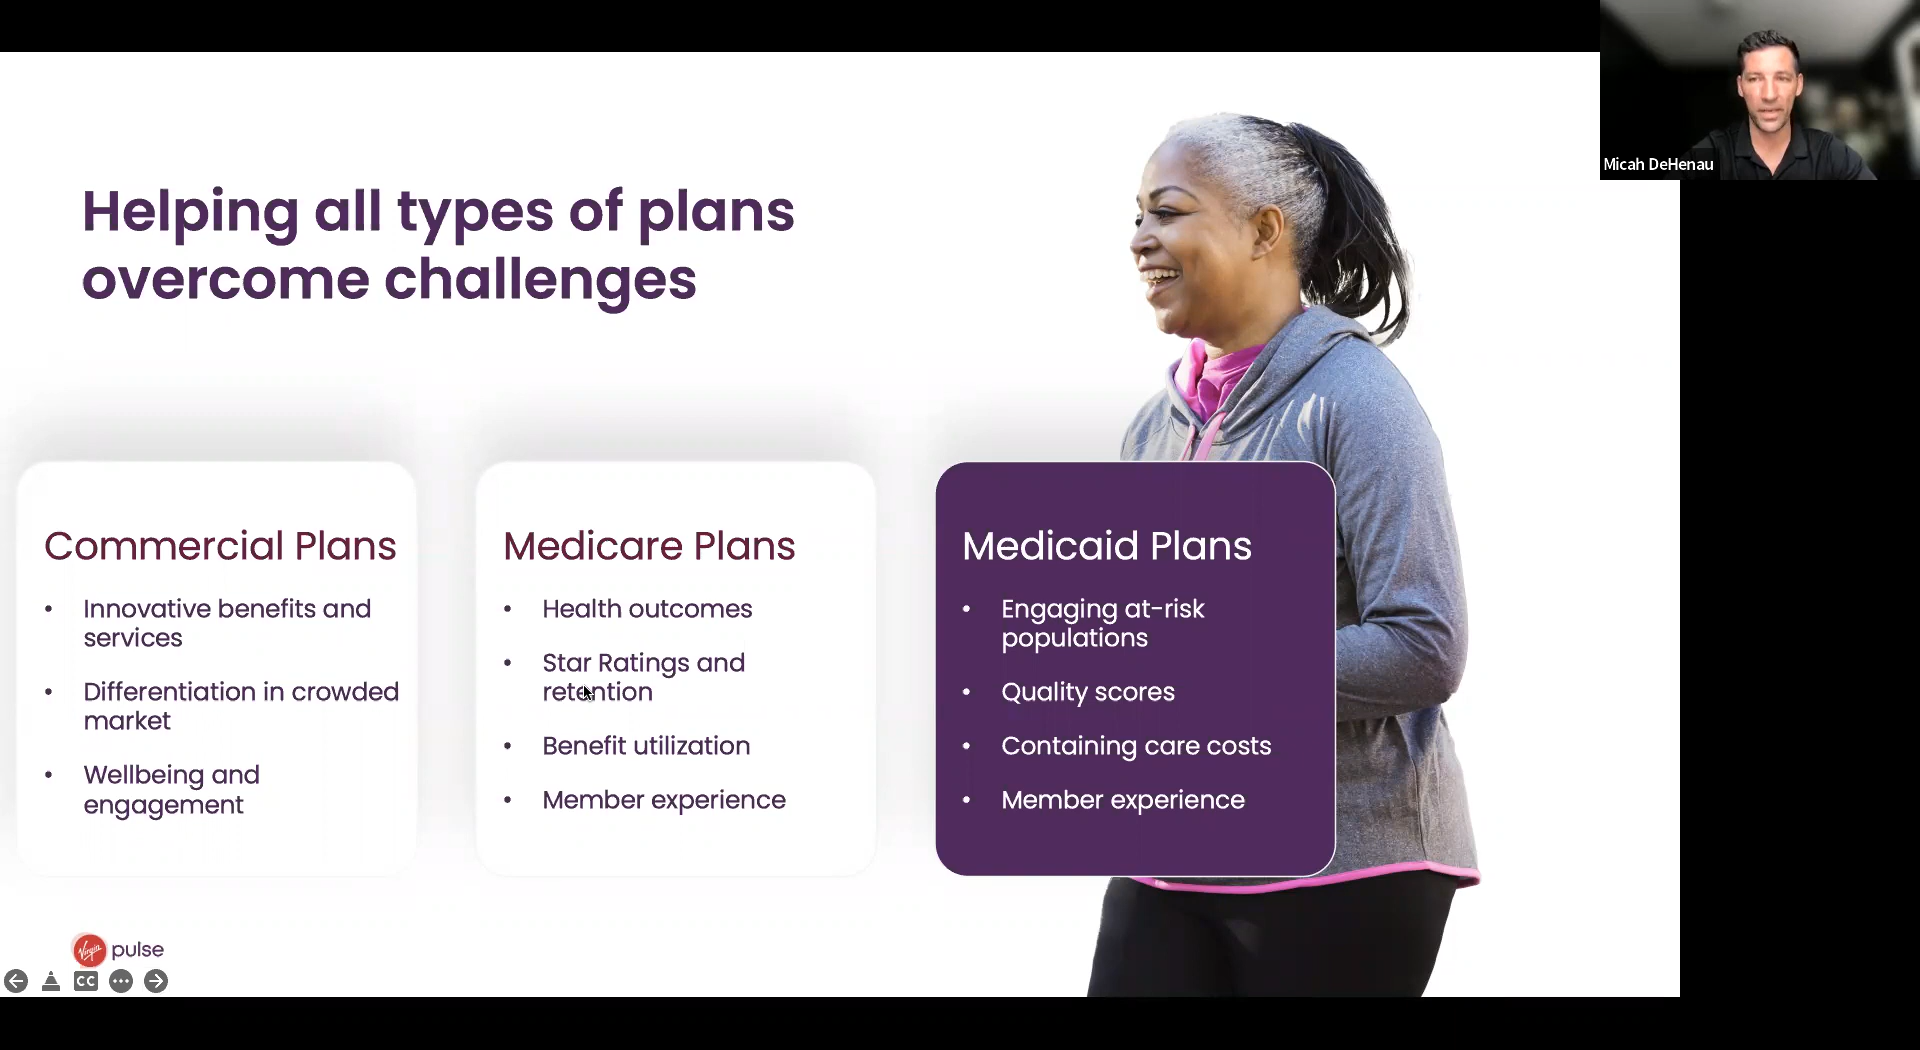 Micah DeHenau
Helping all types of plans
overcome challenges
Commercial Plans
• Innovative benefits and
services
• Differentiation in crowded
market
• Wellbeing and
engagement
Medicare Plans
• Health outcomes
• Star Ratings and
retention
• Benefit utilization
• Member experience
Medicaid Plans
• Engaging at-risk
populations
• Quality scores
• Containing care costs
• Member experience
Virgin pulse
CC